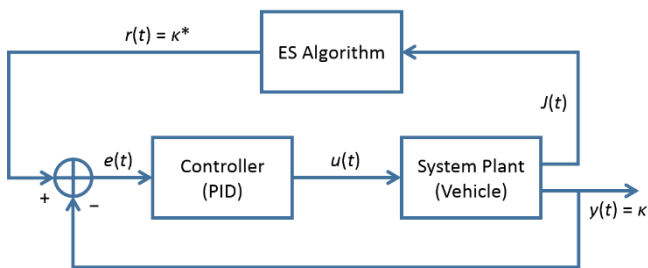 r(t) = κ*
ES Algorithm
J(t)
e(t)
Controller
(PID)
u(t)
System Plant
(Vehicle)
+
−
y(t) = κ